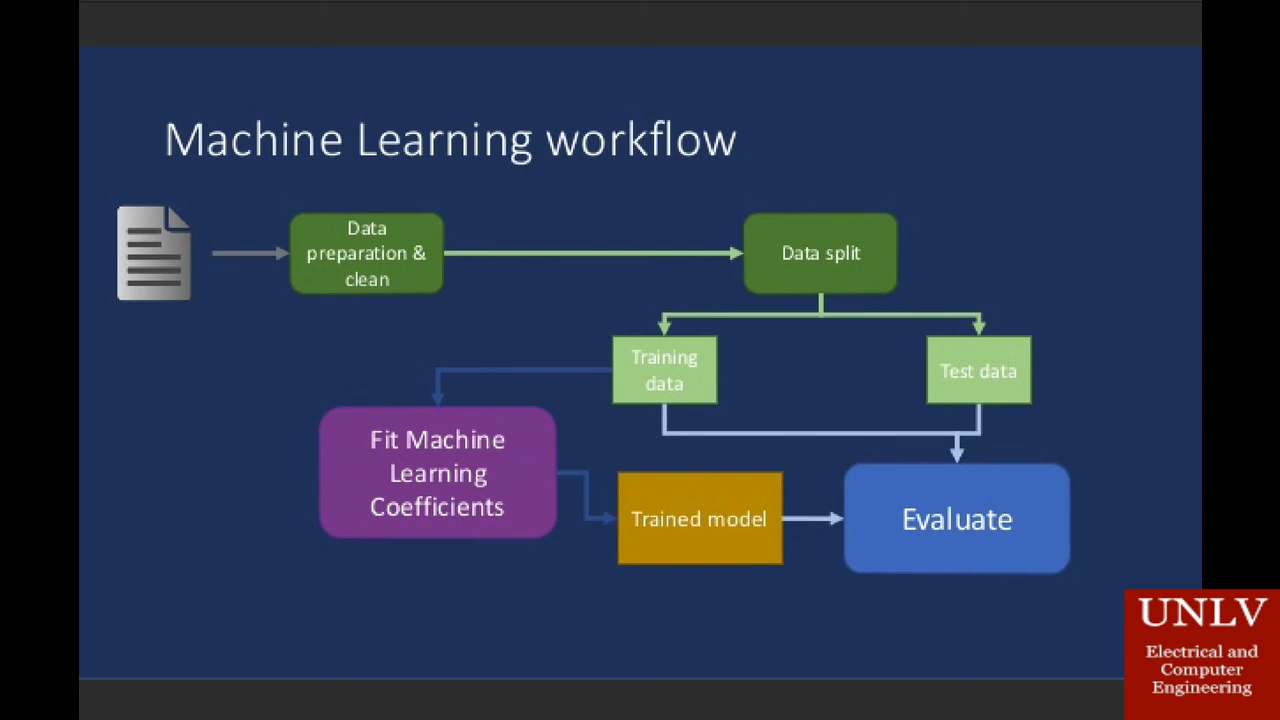 Machine Learning workflow
Data
preparation &
clean
Data split
Training
data
Test data
Fit Machine
Learning
Coefficients
Trained model
Evaluate
UNLV
Electrical and
Computer
Engineering